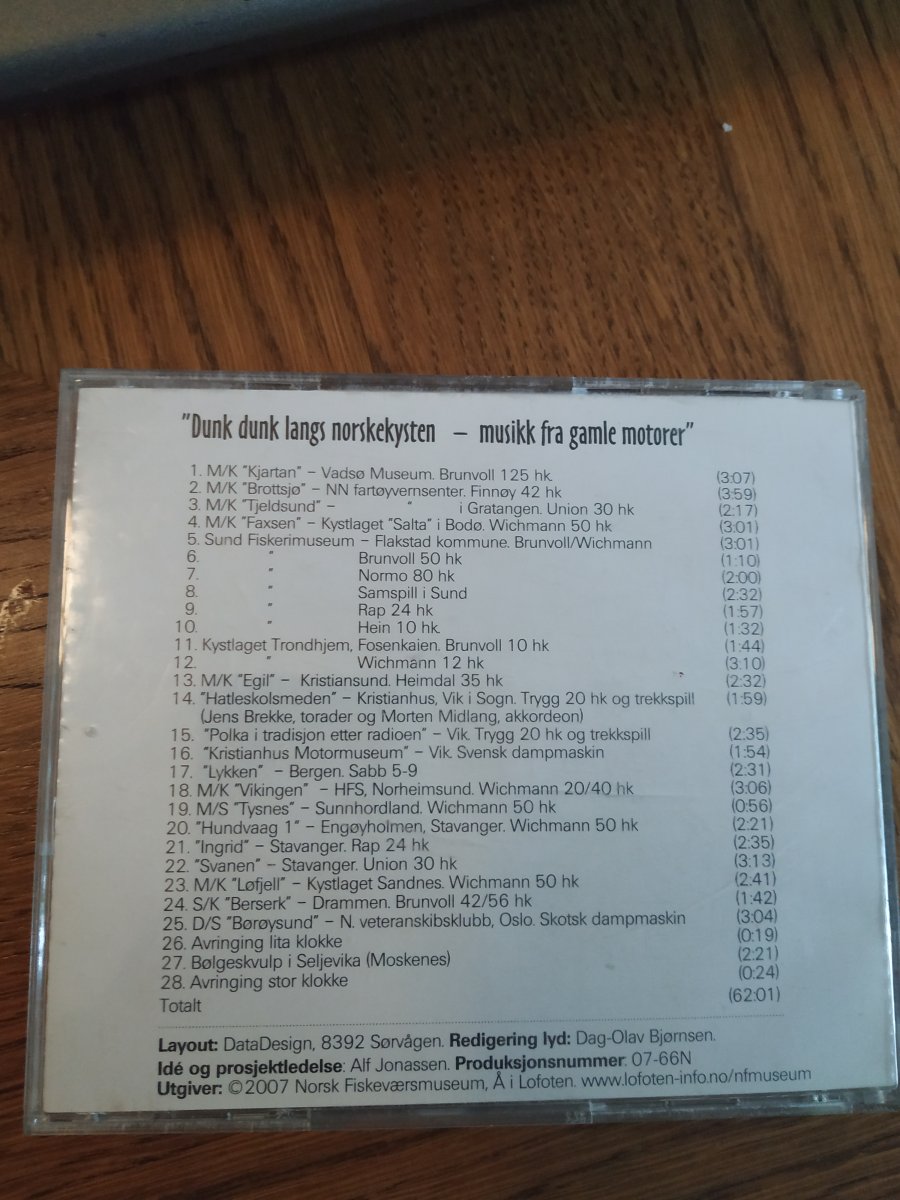 "Dunk dunk langs norskekysten – musikk fra gamle motorer"
1. M/K "Kjartan" – Vadsø Museum. Brunvoll 125 hk. (3:07)
2. M/K "Brottsjø" – NN fartøyvernsenter. Finnøy 42 hk (3:59)
3. M/K "Tjeldsund" – " i Gratangen. Union 30 hk (2:17)
4. M/K "Faxsen" – Kystlaget "Salta" i Bodø. Wichmann 50 hk (3:01)
5. Sund Fiskerimuseum – Flakstad kommune. Brunvoll/Wichmann (3:01)
6. " Brunvoll 50 hk (1:10)
7. " Normo 80 hk (2:00)
8. " Samspill i Sund (2:32)
9. " Rap 24 hk (1:57)
10. " Hein 10 hk. (1:32)
11. Kystlaget Trondhjem, Fosenkaien. Brunvoll 10 hk (1:44)
12. " Wichmann 12 hk (3:10)
13. M/K "Egil" – Kristiansund. Heimdal 35 hk (2:32)
14. "Hatleskolsmeden" – Kristianhus, Vik i Sogn. Trygg 20 hk og trekkspill (1:59)
(Jens Brekke, torader og Morten Midlang, akkordeon)
15. "Polka i tradisjon etter radioen" – Vik. Trygg 20 hk og trekkspill (2:35)
16. "Kristianhus Motormuseum" – Vik. Svensk dampmaskin (1:54)
17. "Lykken" – Bergen. Sabb 5-9 (2:31)
18. M/K "Vikingen" – HFS, Norheimsund. Wichmann 20/40 hk (3:06)
19. M/S "Tysnes" – Sunnhordland. Wichmann 50 hk (0:56)
20. "Hundvaag 1" – Engøyholmen, Stavanger. Wichmann 50 hk (2:21)
21. "Ingrid" – Stavanger. Rap 24 hk (2:35)
22. "Svanen" – Stavanger. Union 30 hk (3:13)
23. M/K "Løfjell" – Kystlaget Sandnes. Wichmann 50 hk (2:41)
24. S/K "Berserk" – Drammen. Brunvoll 42/56 hk (1:42)
25. D/S "Børøysund" – N. veteranskibsklubb, Oslo. Skotsk dampmaskin (3:04)
26. Avringing lita klokke (0:19)
27. Bølgeskvulp i Seljevika (Moskenes) (2:21)
28. Avringing stor klokke (0:24)
Totalt (62:01)
Layout: DataDesign, 8392 Sørvågen. Redigering lyd: Dag-Olav Bjørnsen.
Idé og prosjektledelse: Alf Jonassen. Produksjonsnummer: 07-66N
Utgiver: ©2007 Norsk Fiskeværsmuseum, Å i Lofoten. www.lofoten-info.no/nfmuseum